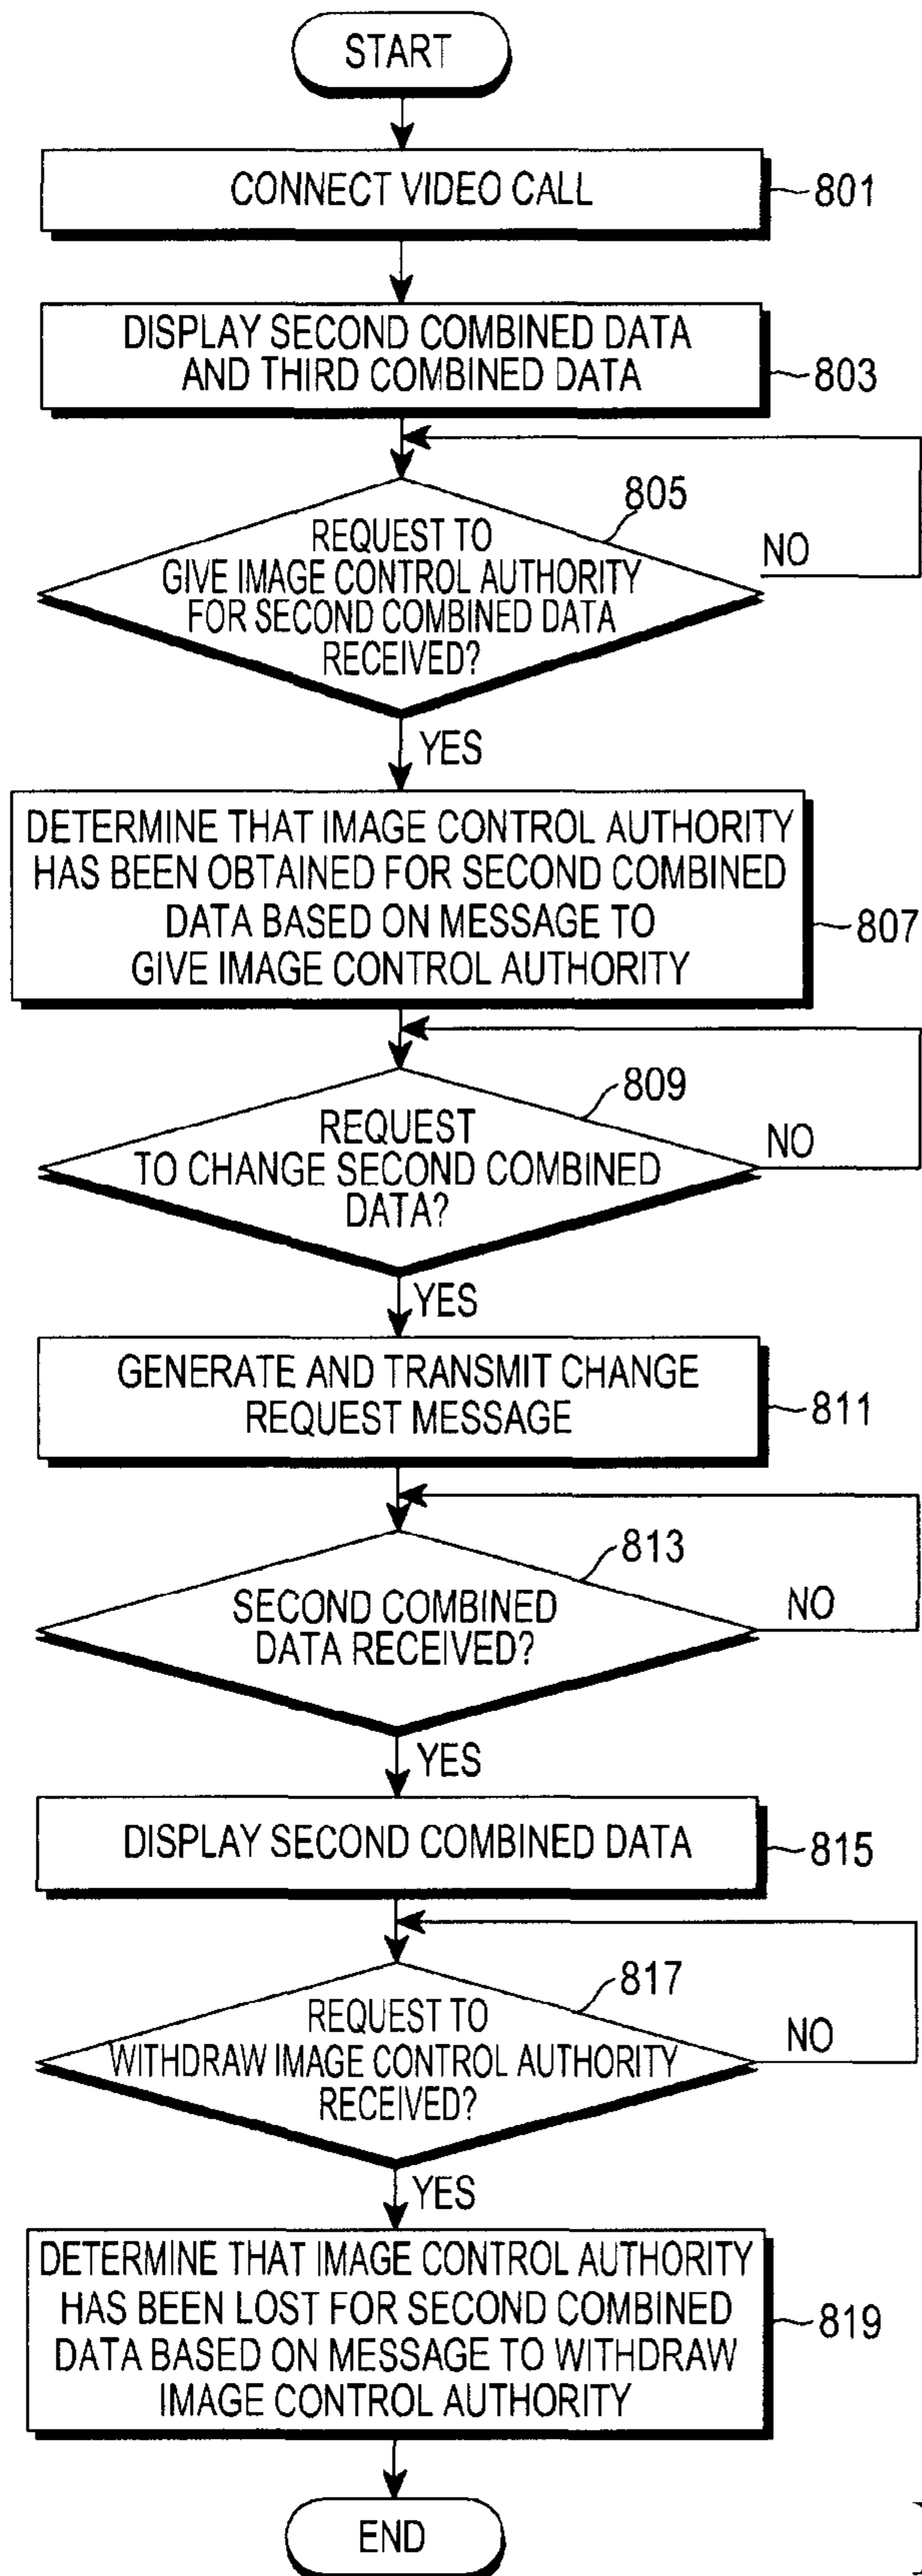 START
CONNECT VIDEO CALL
801
DISPLAY SECOND COMBINED DATA
AND THIRD COMBINED DATA
803
805
REQUEST TO
GIVE IMAGE CONTROL AUTHORITY
FOR SECOND COMBINED DATA
RECEIVED?
NO
YES
DETERMINE THAT IMAGE CONTROL AUTHORITY
HAS BEEN OBTAINED FOR SECOND COMBINED
DATA BASED ON MESSAGE TO
GIVE IMAGE CONTROL AUTHORITY
807
809
REQUEST
TO CHANGE SECOND COMBINED
DATA?
NO
YES
GENERATE AND TRANSMIT CHANGE
REQUEST MESSAGE
811
813
SECOND COMBINED
DATA RECEIVED?
NO
YES
DISPLAY SECOND COMBINED DATA
815
817
REQUEST TO
WITHDRAW IMAGE CONTROL AUTHORITY
RECEIVED?
NO
YES
DETERMINE THAT IMAGE CONTROL AUTHORITY
HAS BEEN LOST FOR SECOND COMBINED
DATA BASED ON MESSAGE TO WITHDRAW
IMAGE CONTROL AUTHORITY
819
END